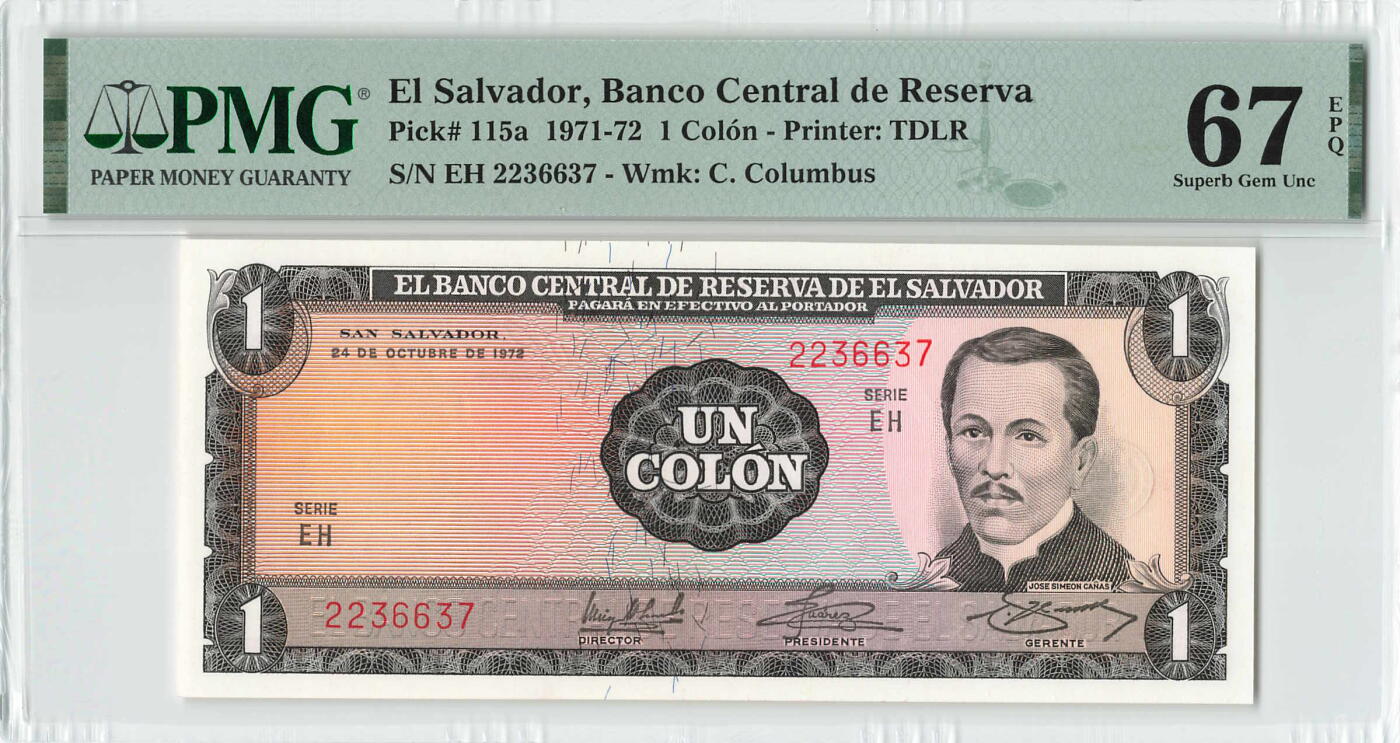 PMG®
PAPER MONEY GUARANTY
El Salvador, Banco Central de Reserva
Pick# 115a 1971-72 1 Colón - Printer: TDLR
S/N EH 2236637 - Wmk: C. Columbus
67 EPQ
Superb Gem Unc
EL BANCO CENTRAL DE RESERVA DE EL SALVADOR
PAGARÁ EN EFECTIVO AL PORTADOR
1
1
SAN SALVADOR,
24 DE OCTUBRE DE 1972
2236637
SERIE
EH
UN
COLÓN
SERIE
EH
JOSE SIMEON CAÑAS
1
2236637
1
DIRECTOR
PRESIDENTE
GERENTE